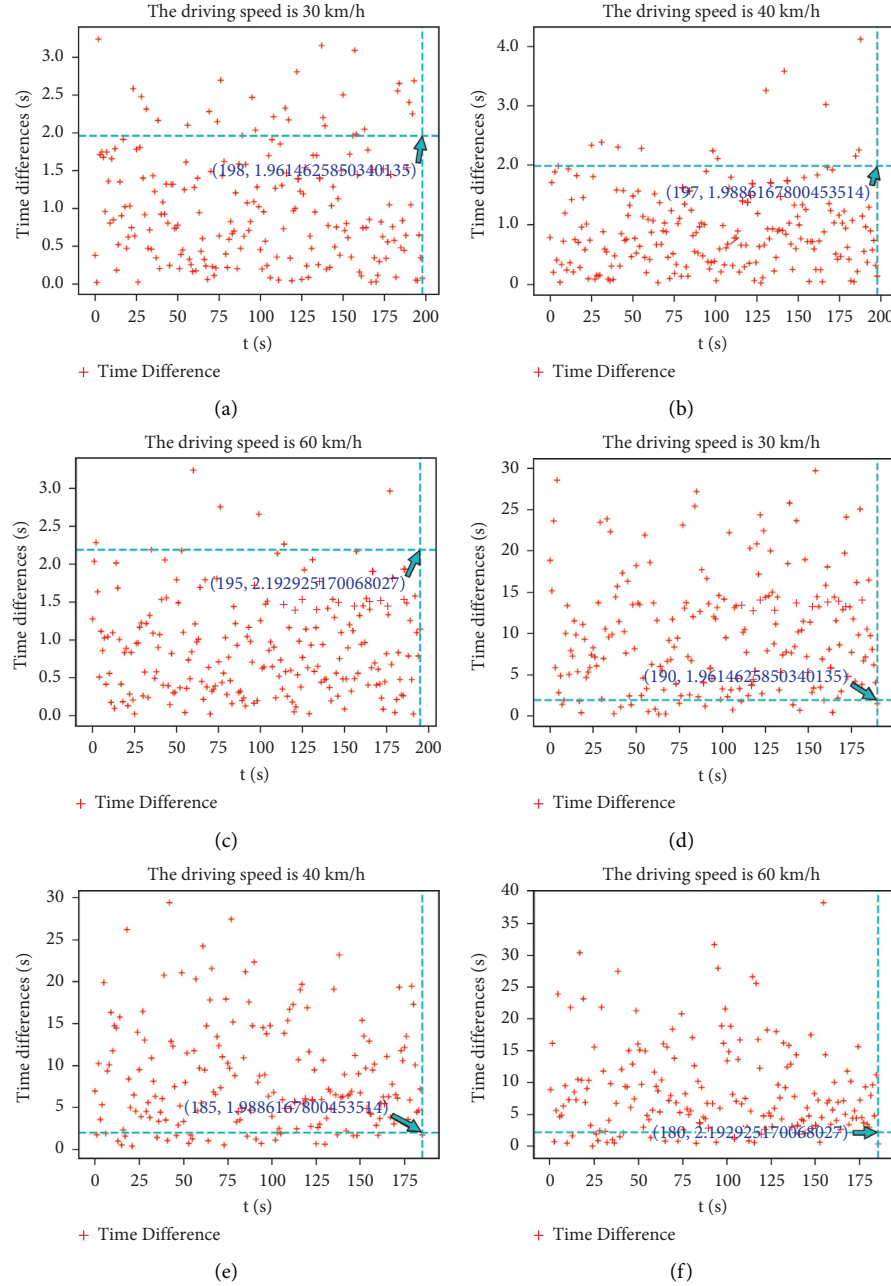 The driving speed is 30 km/h
The driving speed is 40 km/h
3.0
2.5
2.0
1.5
1.0
0.5
0.0
Time differences (s)
(198, 1.9614625850340135)
0 25 50 75 100 125 150 175 200
t (s)
+ Time Difference
(a)
4.0
3.0
2.0
1.0
0
Time differences (s)
(197, 1.9886167800453514)
0 25 50 75 100 125 150 175 200
t (s)
+ Time Difference
(b)
The driving speed is 60 km/h
The driving speed is 30 km/h
3.0
2.5
2.0
1.5
1.0
0.5
0.0
Time differences (s)
(195, 2.192925170068027)
0 25 50 75 100 125 150 175 200
t (s)
+ Time Difference
(c)
30
25
20
15
10
5
0
Time differences (s)
(190, 1.9614625850340135)
0 25 50 75 100 125 150 175
t (s)
+ Time Difference
(d)
The driving speed is 40 km/h
The driving speed is 60 km/h
30
25
20
15
10
5
0
Time differences (s)
(185, 1.9886167800453514)
0 25 50 75 100 125 150 175
t (s)
+ Time Difference
(e)
40
35
30
25
20
15
10
5
0
Time differences (s)
(180, 2.192925170068027)
0 25 50 75 100 125 150 175
t (s)
+ Time Difference
(f)